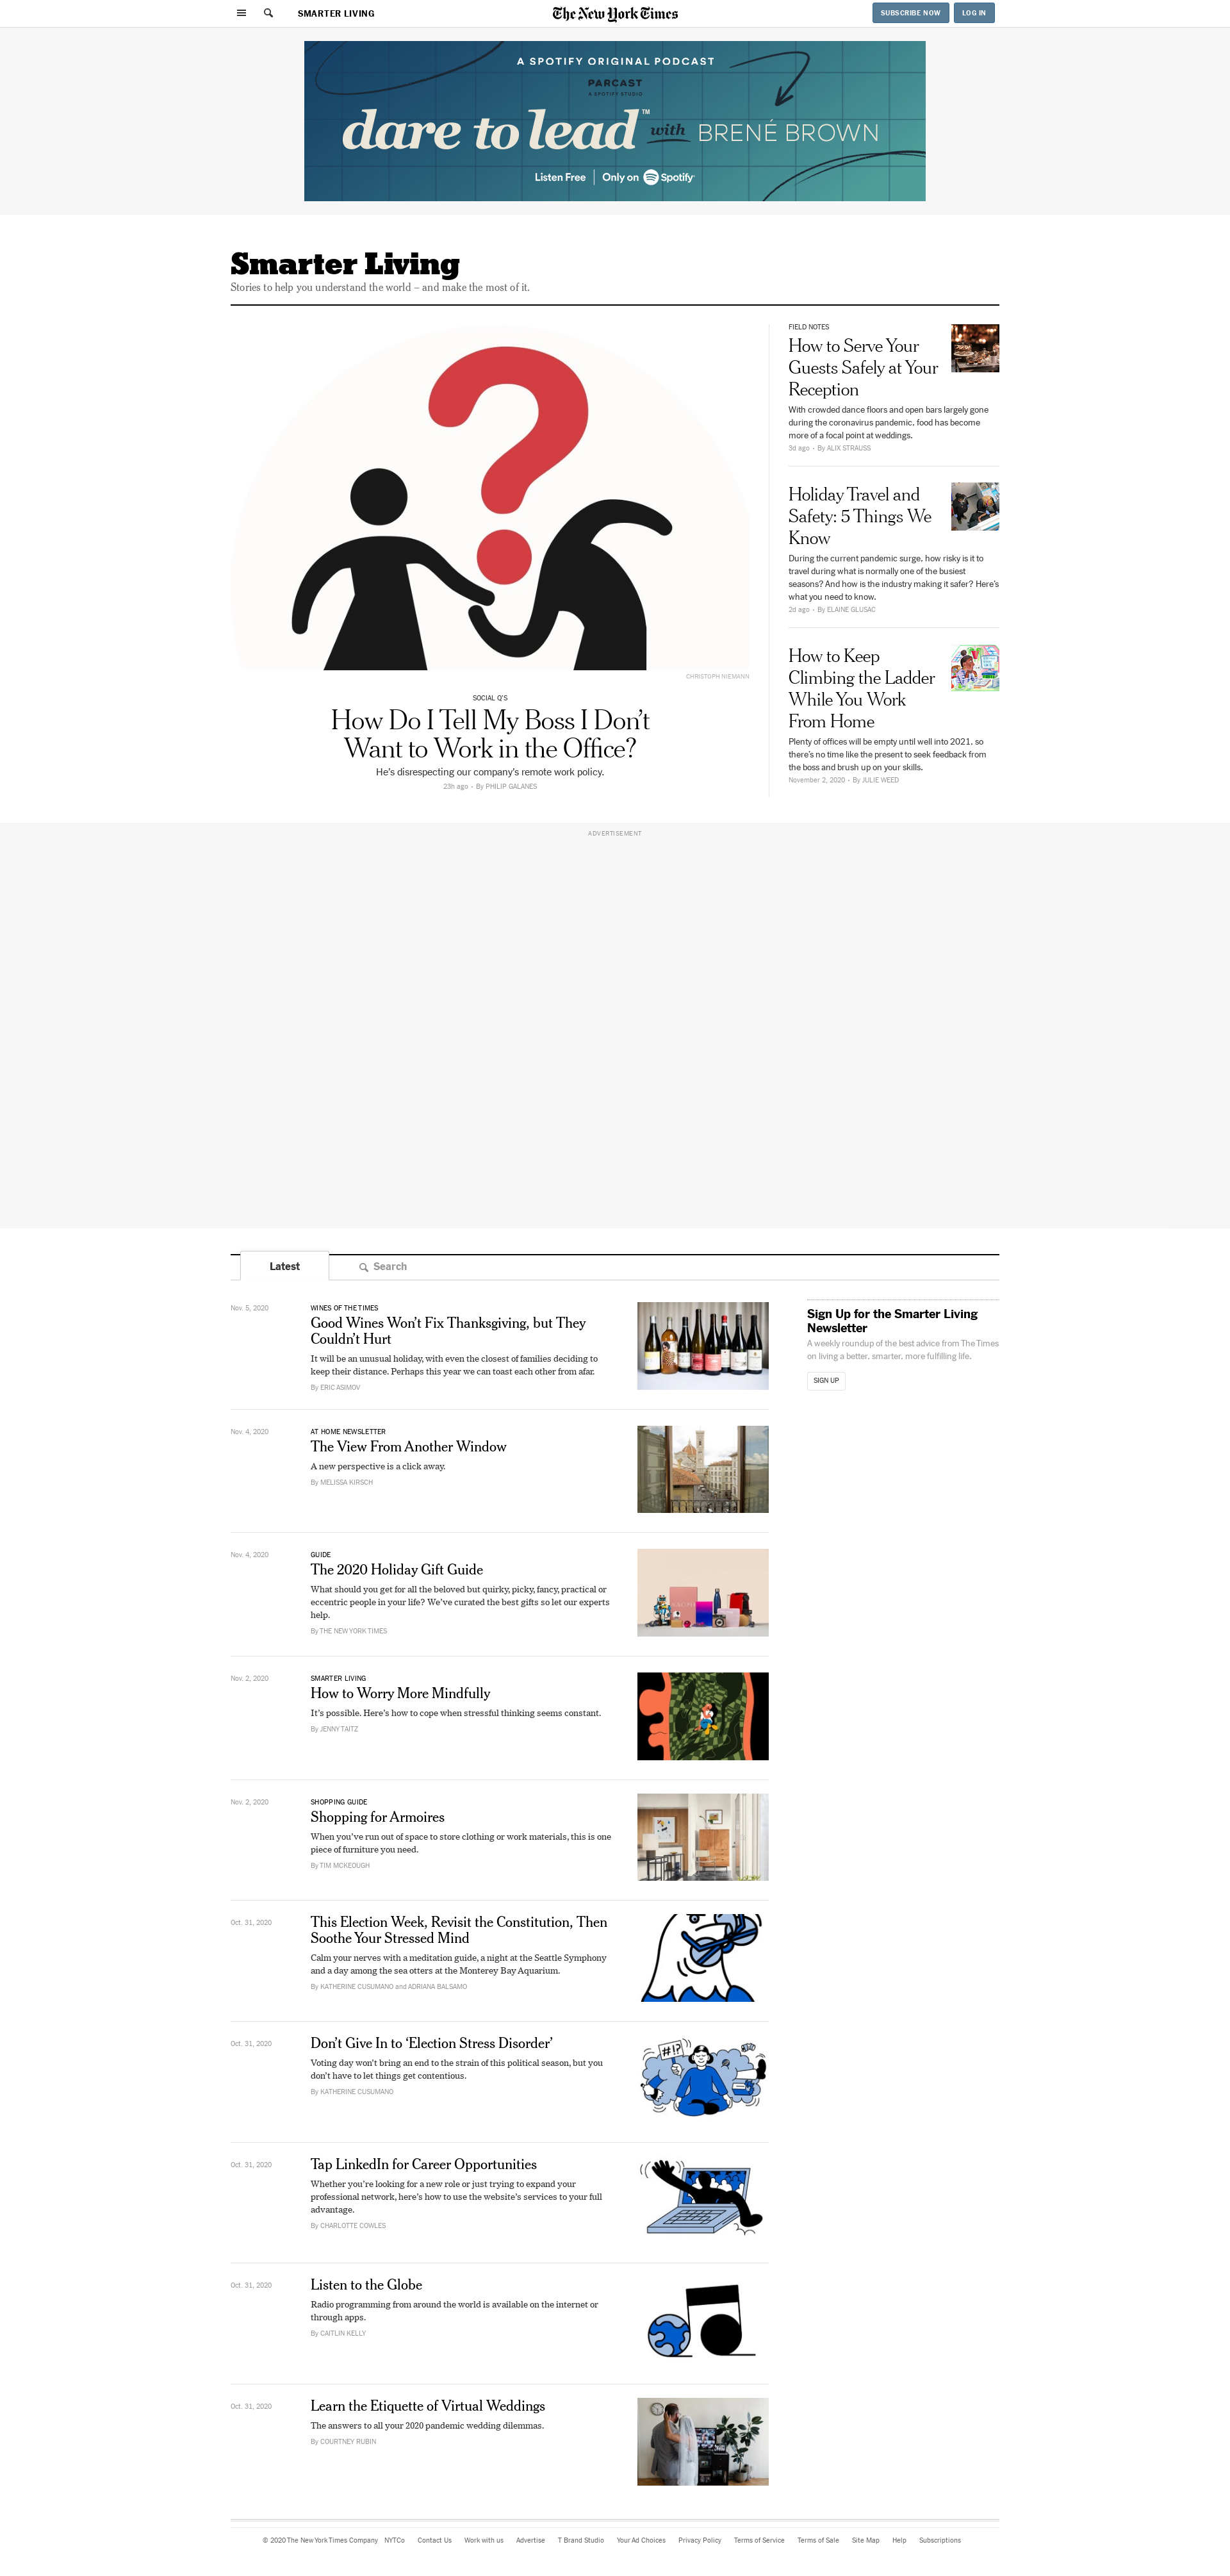 SMARTER LIVING
The New York Times
SUBSCRIBE NOW
LOG IN
A SPOTIFY ORIGINAL PODCAST
PARCAST
A SPOTIFY STUDIO
dare to lead™ with BRENÉ BROWN
Listen Free | Only on Spotify
Smarter Living
Stories to help you understand the world – and make the most of it.
CHRISTOPH NIEMANN
SOCIAL Q'S
How Do I Tell My Boss I Don’t
Want to Work in the Office?
He’s disrespecting our company’s remote work policy.
23h ago • By PHILIP GALANES
FIELD NOTES
How to Serve Your
Guests Safely at Your
Reception
With crowded dance floors and open bars largely gone
during the coronavirus pandemic, food has become
more of a focal point at weddings.
3d ago • By ALIX STRAUSS
Holiday Travel and
Safety: 5 Things We
Know
During the current pandemic surge, how risky is it to
travel during what is normally one of the busiest
seasons? And how is the industry making it safer? Here’s
what you need to know.
2d ago • By ELAINE GLUSAC
How to Keep
Climbing the Ladder
While You Work
From Home
Plenty of offices will be empty until well into 2021, so
there’s no time like the present to seek feedback from
the boss and brush up on your skills.
November 2, 2020 • By JULIE WEED
ADVERTISEMENT
Latest
Search
Nov. 5, 2020
WINES OF THE TIMES
Good Wines Won’t Fix Thanksgiving, but They
Couldn’t Hurt
It will be an unusual holiday, with even the closest of families deciding to
keep their distance. Perhaps this year we can toast each other from afar.
By ERIC ASIMOV
Sign Up for the Smarter Living
Newsletter
A weekly roundup of the best advice from The Times
on living a better, smarter, more fulfilling life.
SIGN UP
Nov. 4, 2020
AT HOME NEWSLETTER
The View From Another Window
A new perspective is a click away.
By MELISSA KIRSCH
Nov. 4, 2020
GUIDE
The 2020 Holiday Gift Guide
What should you get for all the beloved but quirky, picky, fancy, practical or
eccentric people in your life? We’ve curated the best gifts so let our experts
help.
By THE NEW YORK TIMES
Nov. 2, 2020
SMARTER LIVING
How to Worry More Mindfully
It’s possible. Here’s how to cope when stressful thinking seems constant.
By JENNY TAITZ
Nov. 2, 2020
SHOPPING GUIDE
Shopping for Armoires
When you’ve run out of space to store clothing or work materials, this is one
piece of furniture you need.
By TIM MCKEOUGH
Oct. 31, 2020
This Election Week, Revisit the Constitution, Then
Soothe Your Stressed Mind
Calm your nerves with a meditation guide, a night at the Seattle Symphony
and a day among the sea otters at the Monterey Bay Aquarium.
By KATHERINE CUSUMANO and ADRIANA BALSAMO
Oct. 31, 2020
Don’t Give In to ‘Election Stress Disorder’
Voting day won’t bring an end to the strain of this political season, but you
don’t have to let things get contentious.
By KATHERINE CUSUMANO
#!?
Oct. 31, 2020
Tap LinkedIn for Career Opportunities
Whether you’re looking for a new role or just trying to expand your
professional network, here’s how to use the website’s services to your full
advantage.
By CHARLOTTE COWLES
Oct. 31, 2020
Listen to the Globe
Radio programming from around the world is available on the internet or
through apps.
By CAITLIN KELLY
Oct. 31, 2020
Learn the Etiquette of Virtual Weddings
The answers to all your 2020 pandemic wedding dilemmas.
By COURTNEY RUBIN
© 2020 The New York Times Company NYTCo Contact Us Work with us Advertise T Brand Studio Your Ad Choices Privacy Policy Terms of Service Terms of Sale Site Map Help Subscriptions